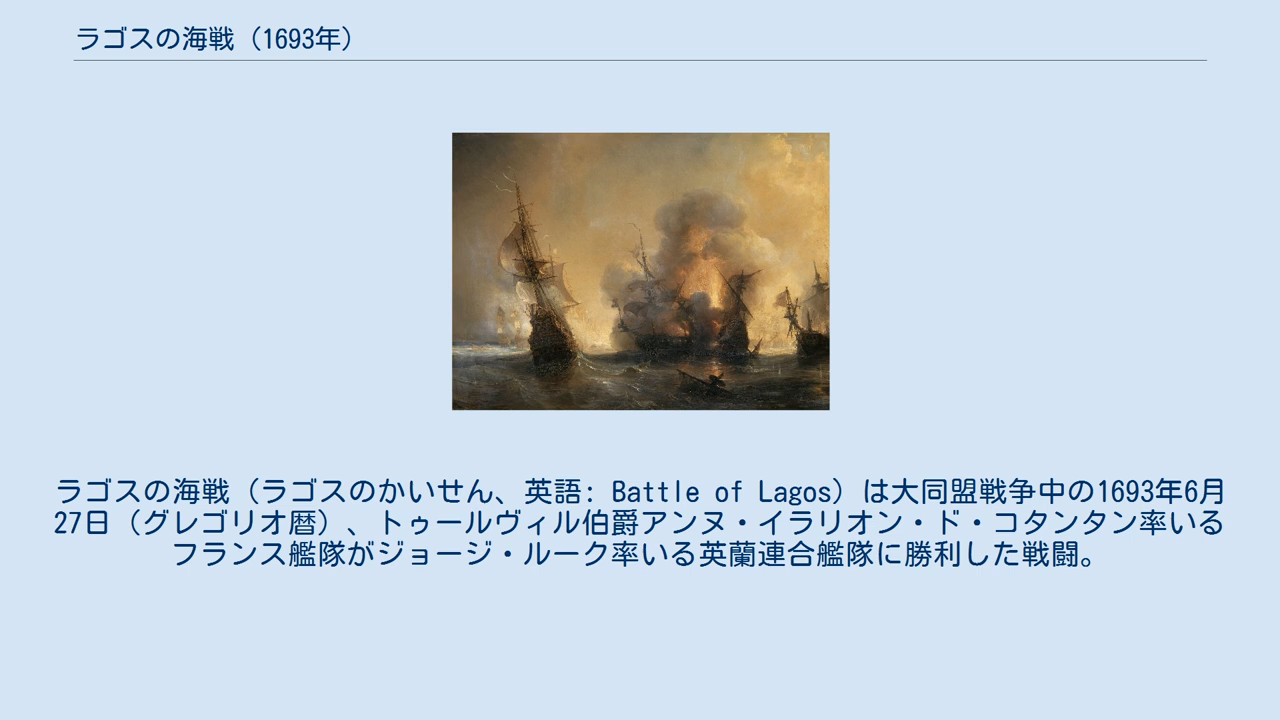 ラゴスの海戦（1693年）
ラゴスの海戦（ラゴスのかいせん、英語: Battle of Lagos）は大同盟戦争中の1693年6月
27日（グレゴリオ暦）、トゥールヴィル伯爵アンヌ・イラリオン・ド・コタンタン率いる
フランス艦隊がジョージ・ルーク率いる英蘭連合艦隊に勝利した戦闘。